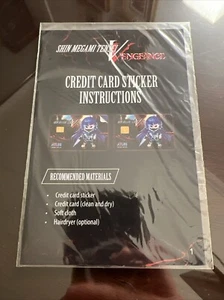 SHIN MEGAMI TENSEI V
VENGEANCE
CREDIT CARD STICKER
INSTRUCTIONS
RECOMMENDED MATERIALS
• Credit card sticker
• Credit card (clean and dry)
• Soft cloth
• Hairdryer (optional)